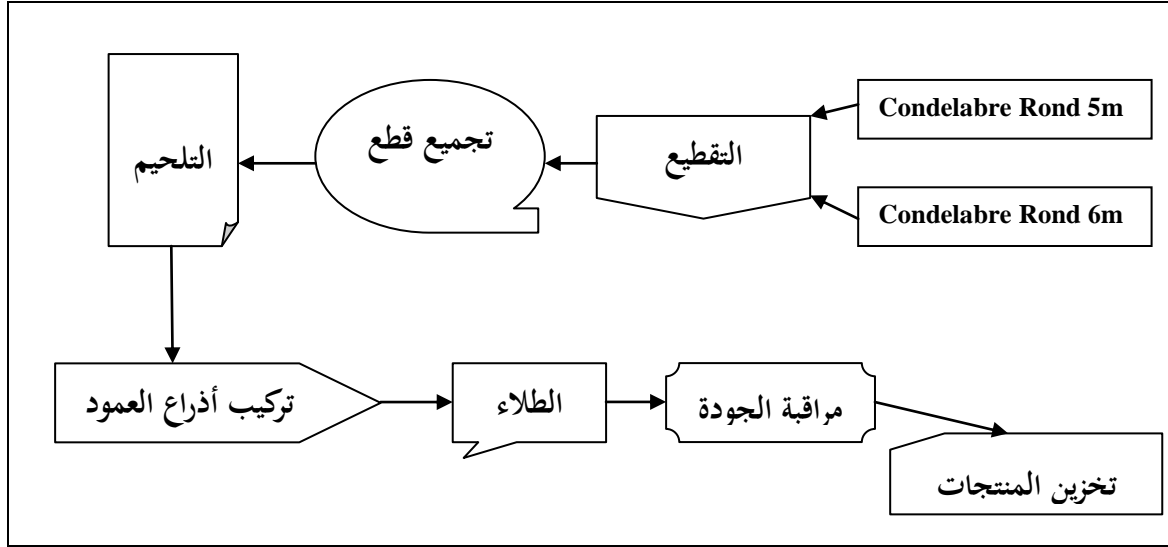 Condelabre Rond 5m
Condelabre Rond 6m
التقطيع
تجميع قطع
التلحيم
تركيب أذراع العمود
الطلاء
مراقبة الجودة
تخزين المنتجات